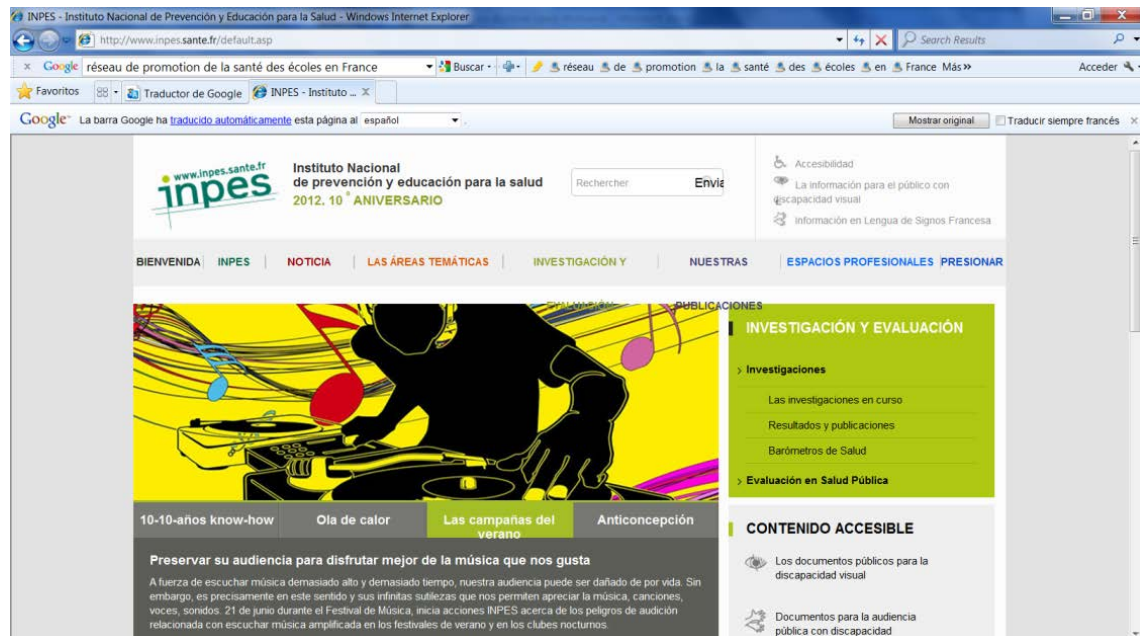 INPES - Instituto Nacional de Prevención y Educación para la Salud - Windows Internet Explorer
http://www.inpes.sante.fr/default.asp
Search Results
Google réseau de promotion de la santé des écoles en France
Buscar
réseau de promotion la santé des écoles en France Más»
Acceder
Favoritos
Traductor de Google
INPES - Instituto ...
Google La barra Google ha traducido automáticamente esta página al español
Mostrar original
Traducir siempre francés
www.inpes.sante.fr
inpes
Instituto Nacional
de prevención y educación para la salud
2012. 10° ANIVERSARIO
Rechercher
Envia
Accesibilidad
La información para el público con
discapacidad visual
Información en Lengua de Signos Francesa
BIENVENIDA INPES NOTICIA LAS ÁREAS TEMÁTICAS INVESTIGACIÓN Y NUESTRAS ESPACIOS PROFESIONALES PRESIONAR
EVALUACIÓN PUBLICACIONES
INVESTIGACIÓN Y EVALUACIÓN
Investigaciones
Las investigaciones en curso
Resultados y publicaciones
Barómetros de Salud
Evaluación en Salud Pública
10-10-años know-how
Ola de calor
Las campañas del
verano
Anticoncepción
Preservar su audiencia para disfrutar mejor de la música que nos gusta
A fuerza de escuchar música demasiado alto y demasiado tiempo, nuestra audiencia puede ser dañado de por vida. Sin
embargo, es precisamente en este sentido y sus infinitas sutilezas que nos permiten apreciar la música, canciones,
voces, sonidos. 21 de junio durante el Festival de Música, inicia acciones INPES acerca de los peligros de audición
relacionada con escuchar música amplificada en los festivales de verano y en los clubes nocturnos.
CONTENIDO ACCESIBLE
Los documentos públicos para la
discapacidad visual
Documentos para la audiencia
pública con discapacidad